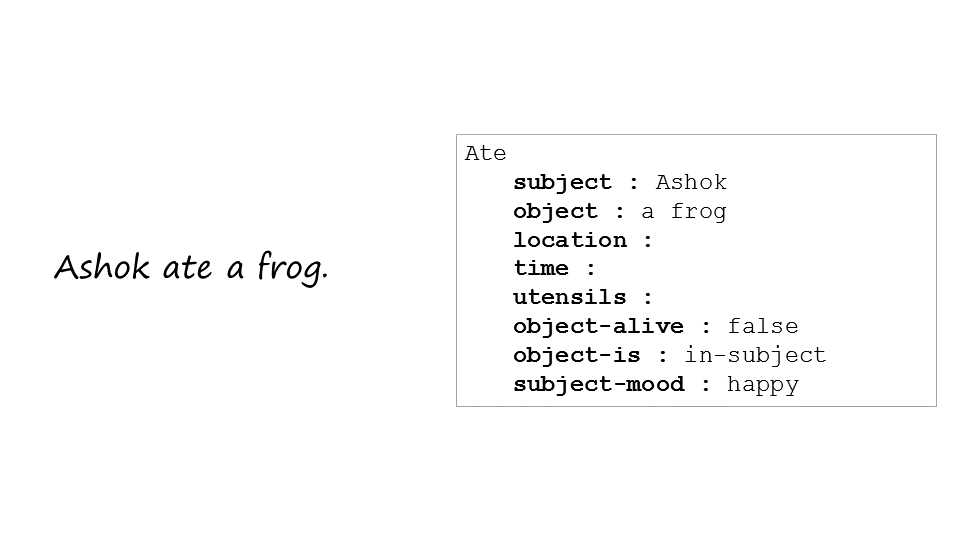 Ashok ate a frog.
Ate
subject : Ashok
object : a frog
location :
time :
utensils :
object-alive : false
object-is : in-subject
subject-mood : happy